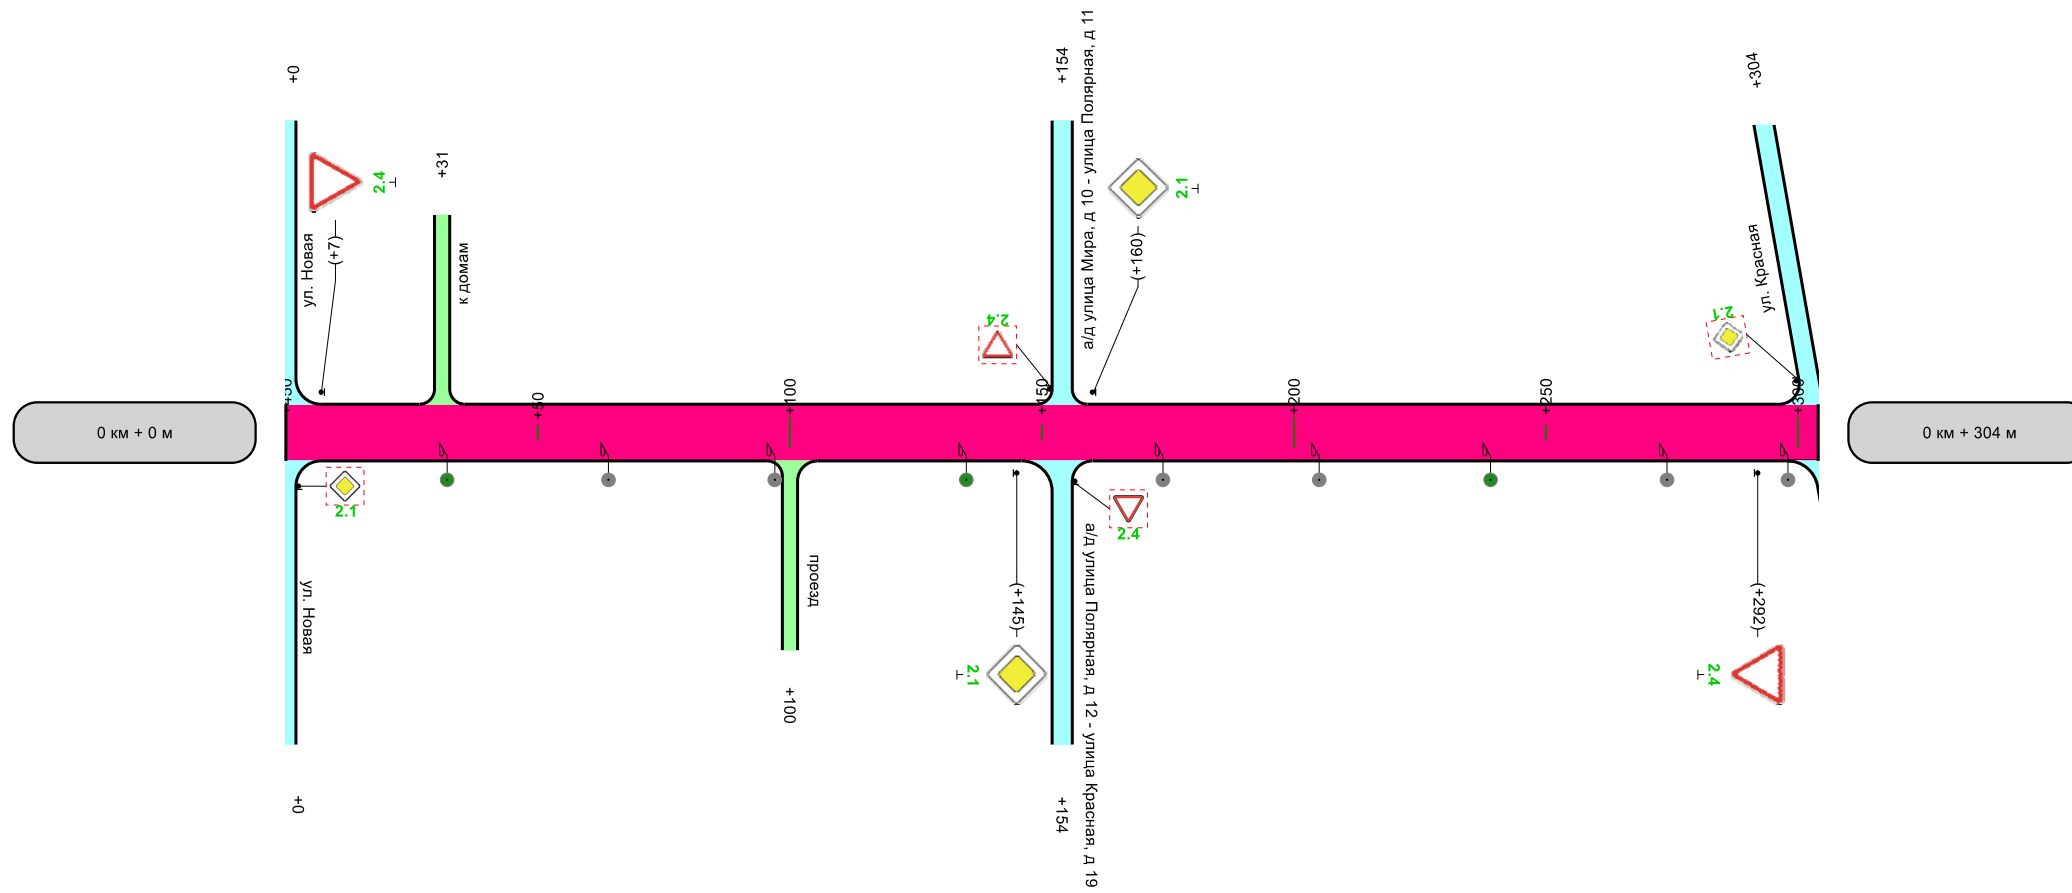 +0
+154
+304
+31
2.4
(+7)
ул. Новая
к домам
а/д улица Мира, д 10 - улица Полярная, д 11
2.1
(+160)
ул. Красная
2.4
2.1
+50
+100
+150
+200
+250
+300
0 км + 0 м
0 км + 304 м
2.1
2.4
ул. Новая
проезд
(+145)
2.1
а/д улица Полярная, д 12 - улица Красная, д 19
(+292)
2.4
+100
+0
+154